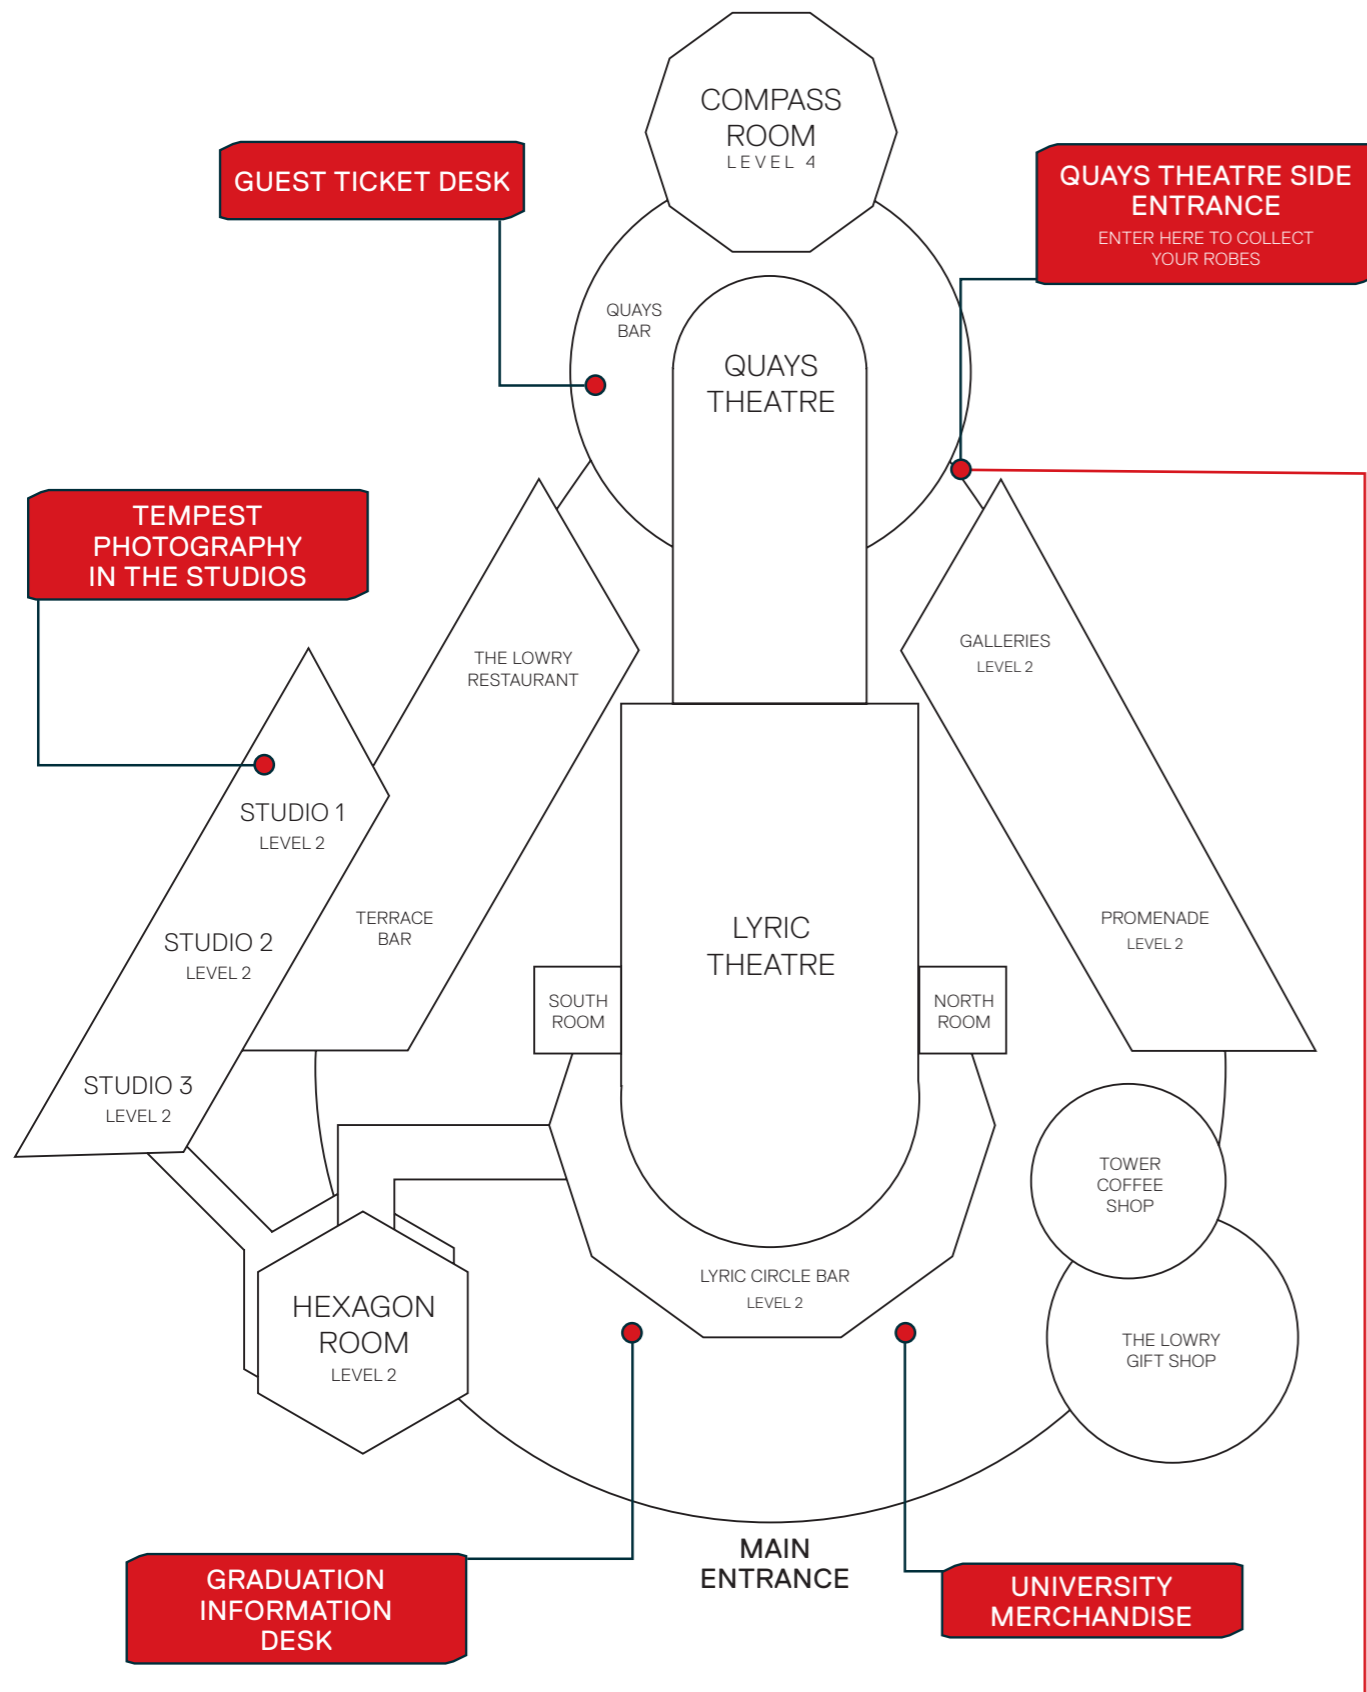 COMPASS
ROOM
LEVEL 4
GUEST TICKET DESK
QUAYS THEATRE SIDE
ENTRANCE
ENTER HERE TO COLLECT
YOUR ROBES
QUAYS
BAR
QUAYS
THEATRE
TEMPEST
PHOTOGRAPHY
IN THE STUDIOS
THE LOWRY
RESTAURANT
GALLERIES
LEVEL 2
STUDIO 1
LEVEL 2
TERRACE
BAR
LYRIC
THEATRE
PROMENADE
LEVEL 2
STUDIO 2
LEVEL 2
SOUTH
ROOM
NORTH
ROOM
STUDIO 3
LEVEL 2
TOWER
COFFEE
SHOP
LYRIC CIRCLE BAR
LEVEL 2
HEXAGON
ROOM
LEVEL 2
THE LOWRY
GIFT SHOP
MAIN
ENTRANCE
GRADUATION
INFORMATION
DESK
UNIVERSITY
MERCHANDISE